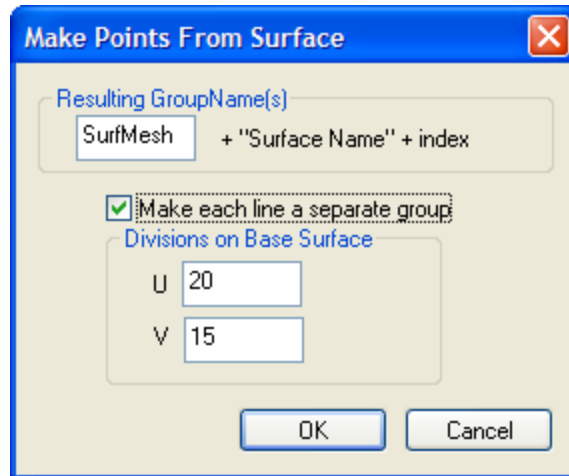 Make Points From Surface
Resulting GroupName(s)
SurfMesh + "Surface Name" + index
Make each line a separate group
Divisions on Base Surface
U 20
V 15
OK Cancel